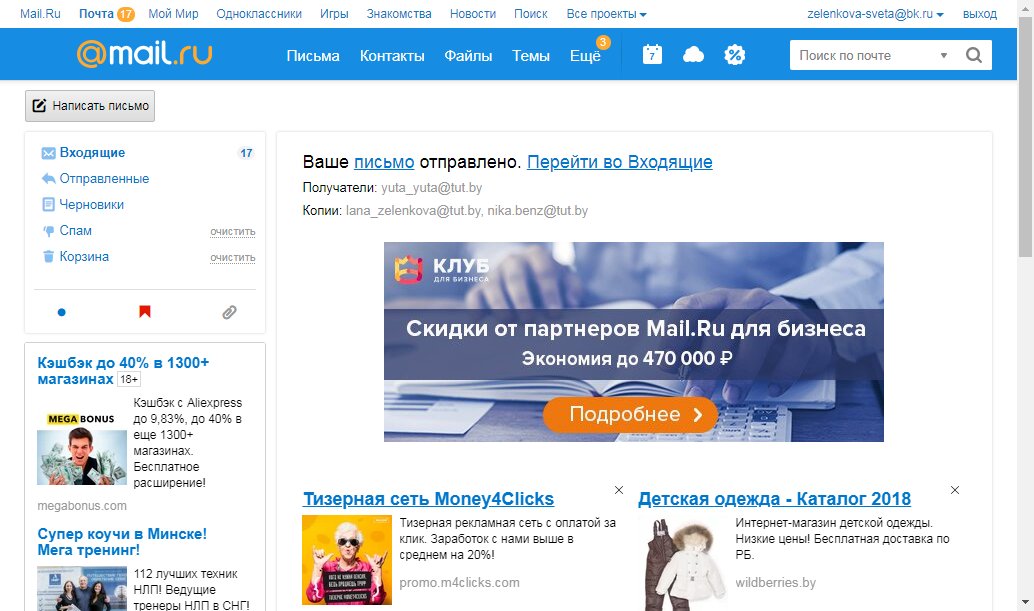 Mail.Ru Почта 17 Мой Мир Одноклассники Игры Знакомства Новости Поиск Все проекты zelenkova-sveta@bk.ru выход
@mail.ru Письма Контакты Файлы Темы Ещё 3 7 % Поиск по почте
Написать письмо
Входящие 17
Отправленные
Черновики
Спам очистить
Корзина очистить
Ваше письмо отправлено. Перейти во Входящие
Получатели: yuta_yuta@tut.by
Копии: lana_zelenkova@tut.by, nika.benz@tut.by
КЛУБ
ДЛЯ БИЗНЕСА
Скидки от партнеров Mail.Ru для бизнеса
Экономия до 470 000 ₽
Подробнее
Кэшбэк до 40% в 1300+
магазинах 18+
MEGA BONUS
Кэшбэк с Aliexpress
до 9,83%, до 40% в
еще 1300+
магазинах.
Бесплатное
расширение!
megabonus.com
Супер коучи в Минске!
Мега тренинг!
112 лучших техник
НЛП! Ведущие
тренеры НЛП в СНГ!
Тизерная сеть Money4Clicks
Тизерная рекламная сеть с оплатой за
клик. Заработок с нами выше в
среднем на 20%!
promo.m4clicks.com
Детская одежда - Каталог 2018
Интернет-магазин детской одежды.
Низкие цены! Бесплатная доставка по
РБ.
wildberries.by